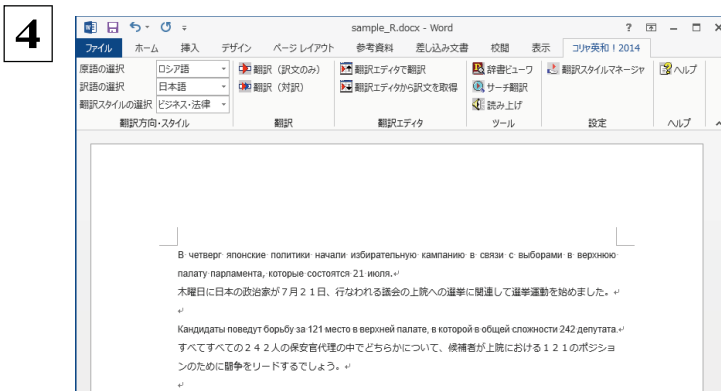 4
sample_R.docx - Word
ファイル ホーム 挿入 デザイン ページ レイアウト 参考資料 差し込み文書 校閲 表示 コリャ英和！2014
原語の選択 ロシア語 翻訳（訳文のみ） 翻訳エディタで翻訳 辞書ビューワ 翻訳スタイルマネージャ ヘルプ
訳語の選択 日本語 翻訳（対訳） 翻訳エディタから訳文を取得 サーチ翻訳
翻訳スタイルの選択 ビジネス・法律 読み上げ
翻訳方向・スタイル 翻訳 翻訳エディタ ツール 設定 ヘルプ
В четверг японские политики начали избирательную кампанию в связи с выборами в верхнюю
палату парламента, которые состоятся 21 июля.
木曜日に日本の政治家が７月２１日、行なわれる議会の上院への選挙に関連して選挙運動を始めました。
Кандидаты поведут борьбу за 121 место в верхней палате, в которой в общей сложности 242 депутата.
すべてすべての２４２人の保安官代理の中でどちらかについて、候補者が上院における１２１のポジショ
ンのために闘争をリードするでしょう。